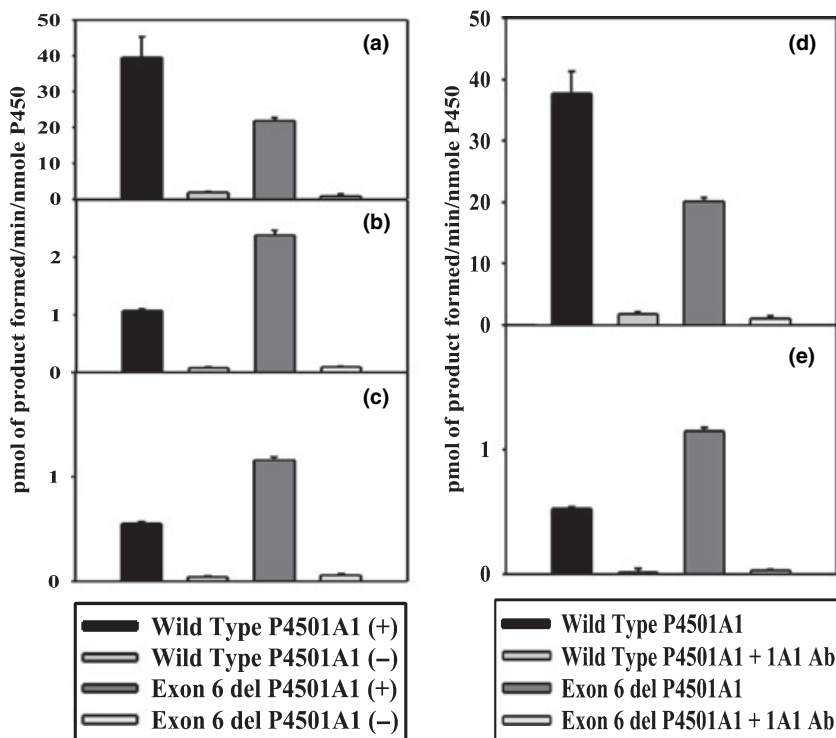 pmol of product formed/min/nmole P450
50
40
30
20
10
0
(a)
2
1
0
(b)
1
0
(c)
Wild Type P4501A1 (+)
Wild Type P4501A1 (–)
Exon 6 del P4501A1 (+)
Exon 6 del P4501A1 (–)
pmol of product formed/min/nmole P450
50
40
30
20
10
0
(d)
1
0
(e)
Wild Type P4501A1
Wild Type P4501A1 + 1A1 Ab
Exon 6 del P4501A1
Exon 6 del P4501A1 + 1A1 Ab